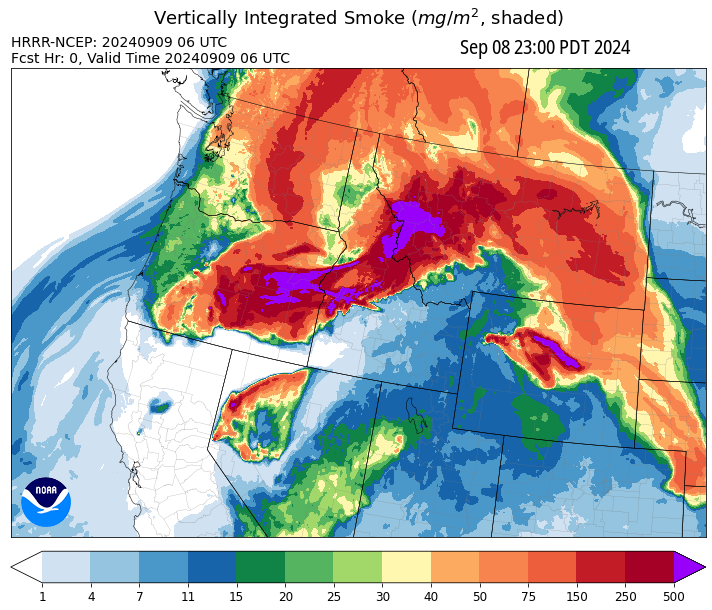 Vertically Integrated Smoke (mg/m², shaded)
HRRR-NCEP: 20240909 06 UTC
Fcst Hr: 0, Valid Time 20240909 06 UTC
Sep 08 23:00 PDT 2024
NOAA
1 4 7 11 15 20 25 30 40 50 75 150 250 500